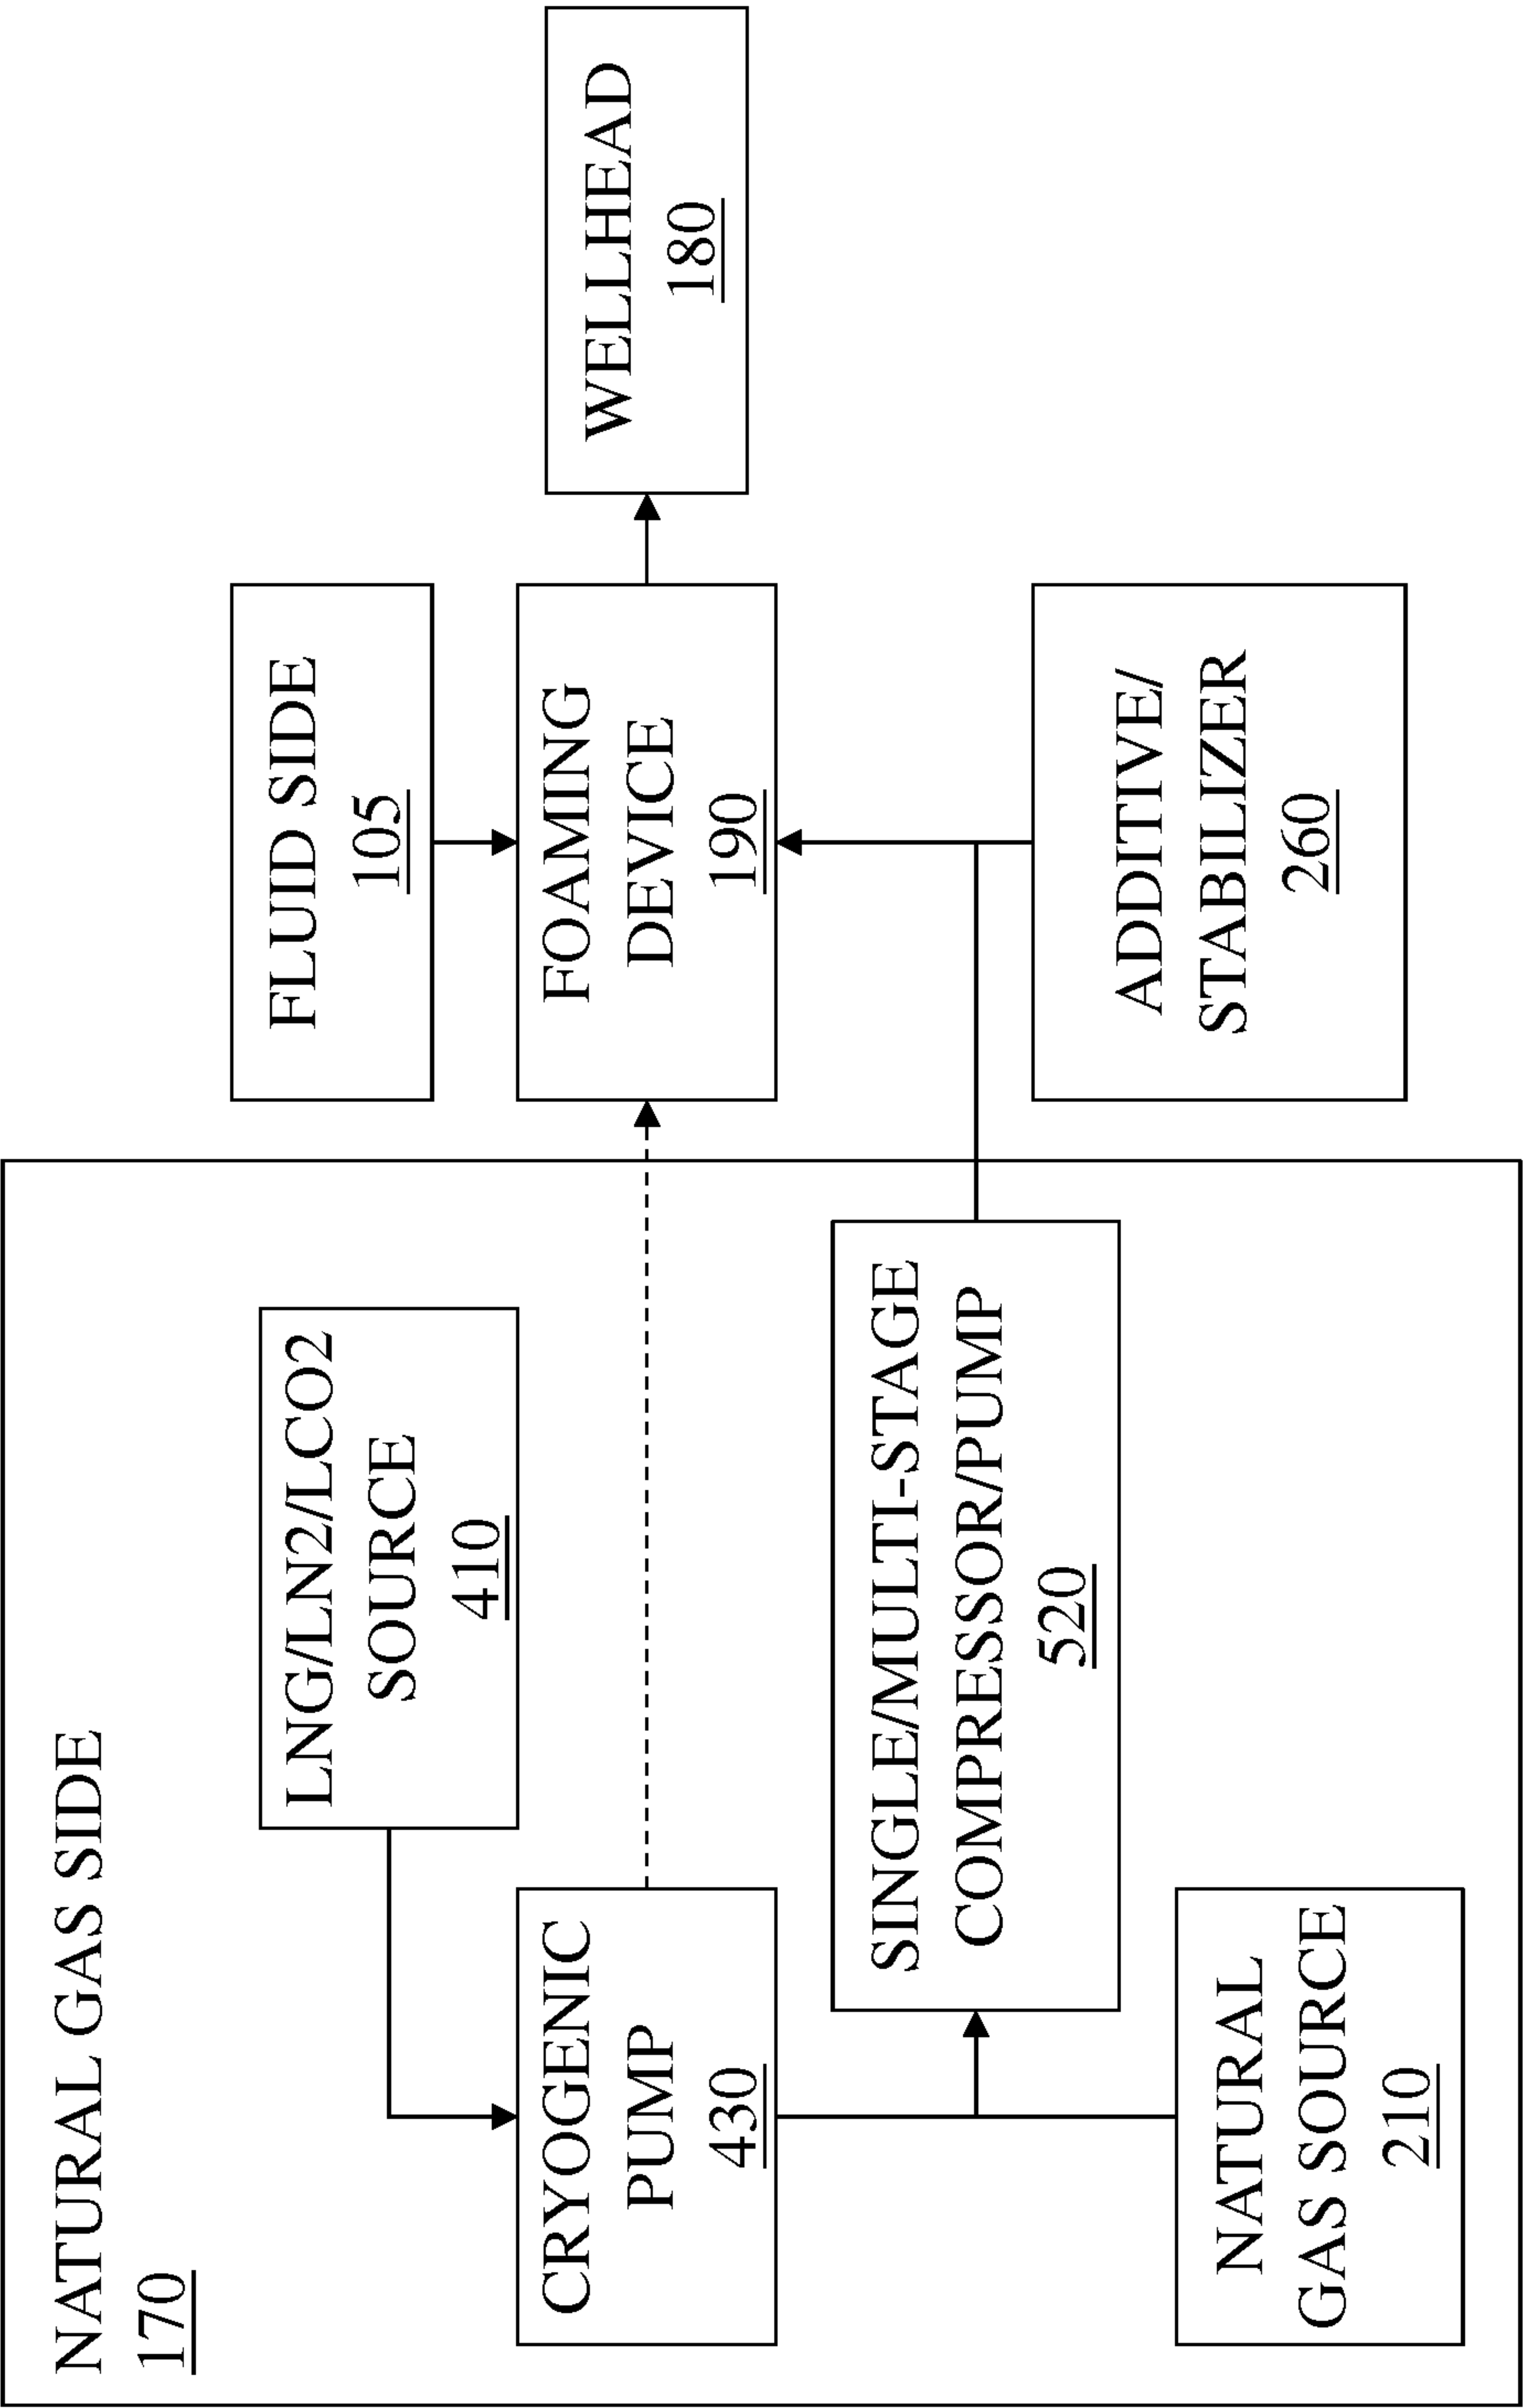 NATURAL GAS SIDE
170
LNG/LN2/LCO2
SOURCE
410
CRYOGENIC
PUMP
430
SINGLE/MULTI-STAGE
COMPRESSOR/PUMP
520
NATURAL
GAS SOURCE
210
FLUID SIDE
105
FOAMING
DEVICE
190
ADDITIVE/
STABILIZER
260
WELLHEAD
180